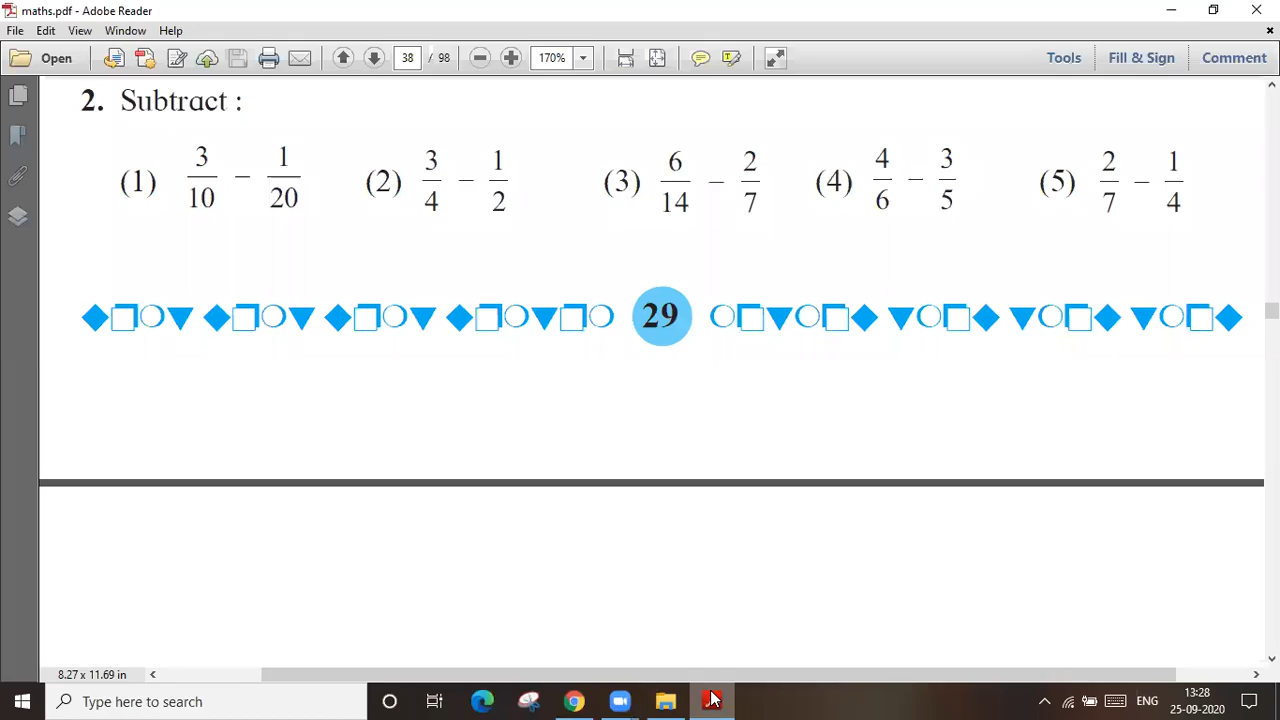 maths.pdf - Adobe Reader
File Edit View Window Help
Open 38 / 98 170% Tools Fill & Sign Comment
2. Subtract :
(1) 3/10 − 1/20 (2) 3/4 − 1/2 (3) 6/14 − 2/7 (4) 4/6 − 3/5 (5) 2/7 − 1/4
29
8.27 x 11.69 in
Type here to search
ENG 13:28
25-09-2020